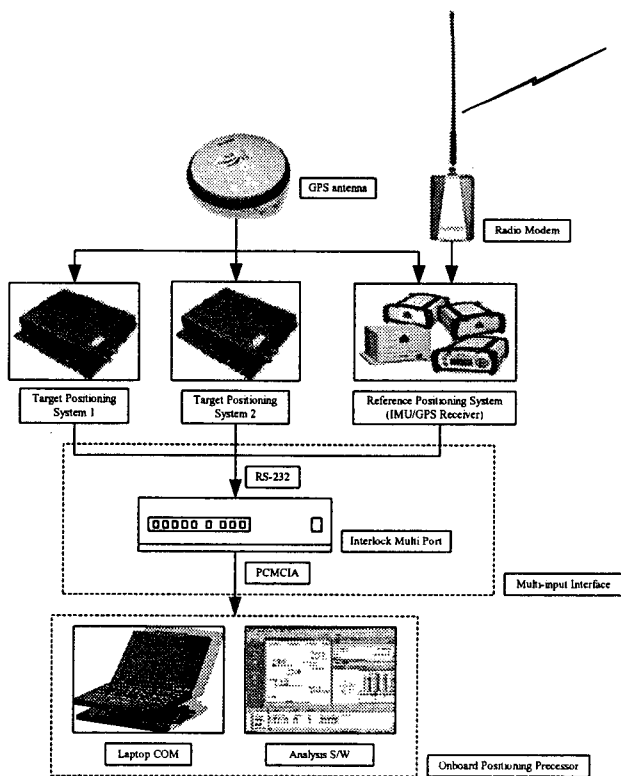 GPS antenna
Radio Modem
Target Positioning
System 1
Target Positioning
System 2
Reference Positioning System
(IMU/GPS Receiver)
RS-232
Interlock Multi Port
PCMCIA
Multi-input Interface
Laptop COM
Analysis S/W
Onboard Positioning Processor